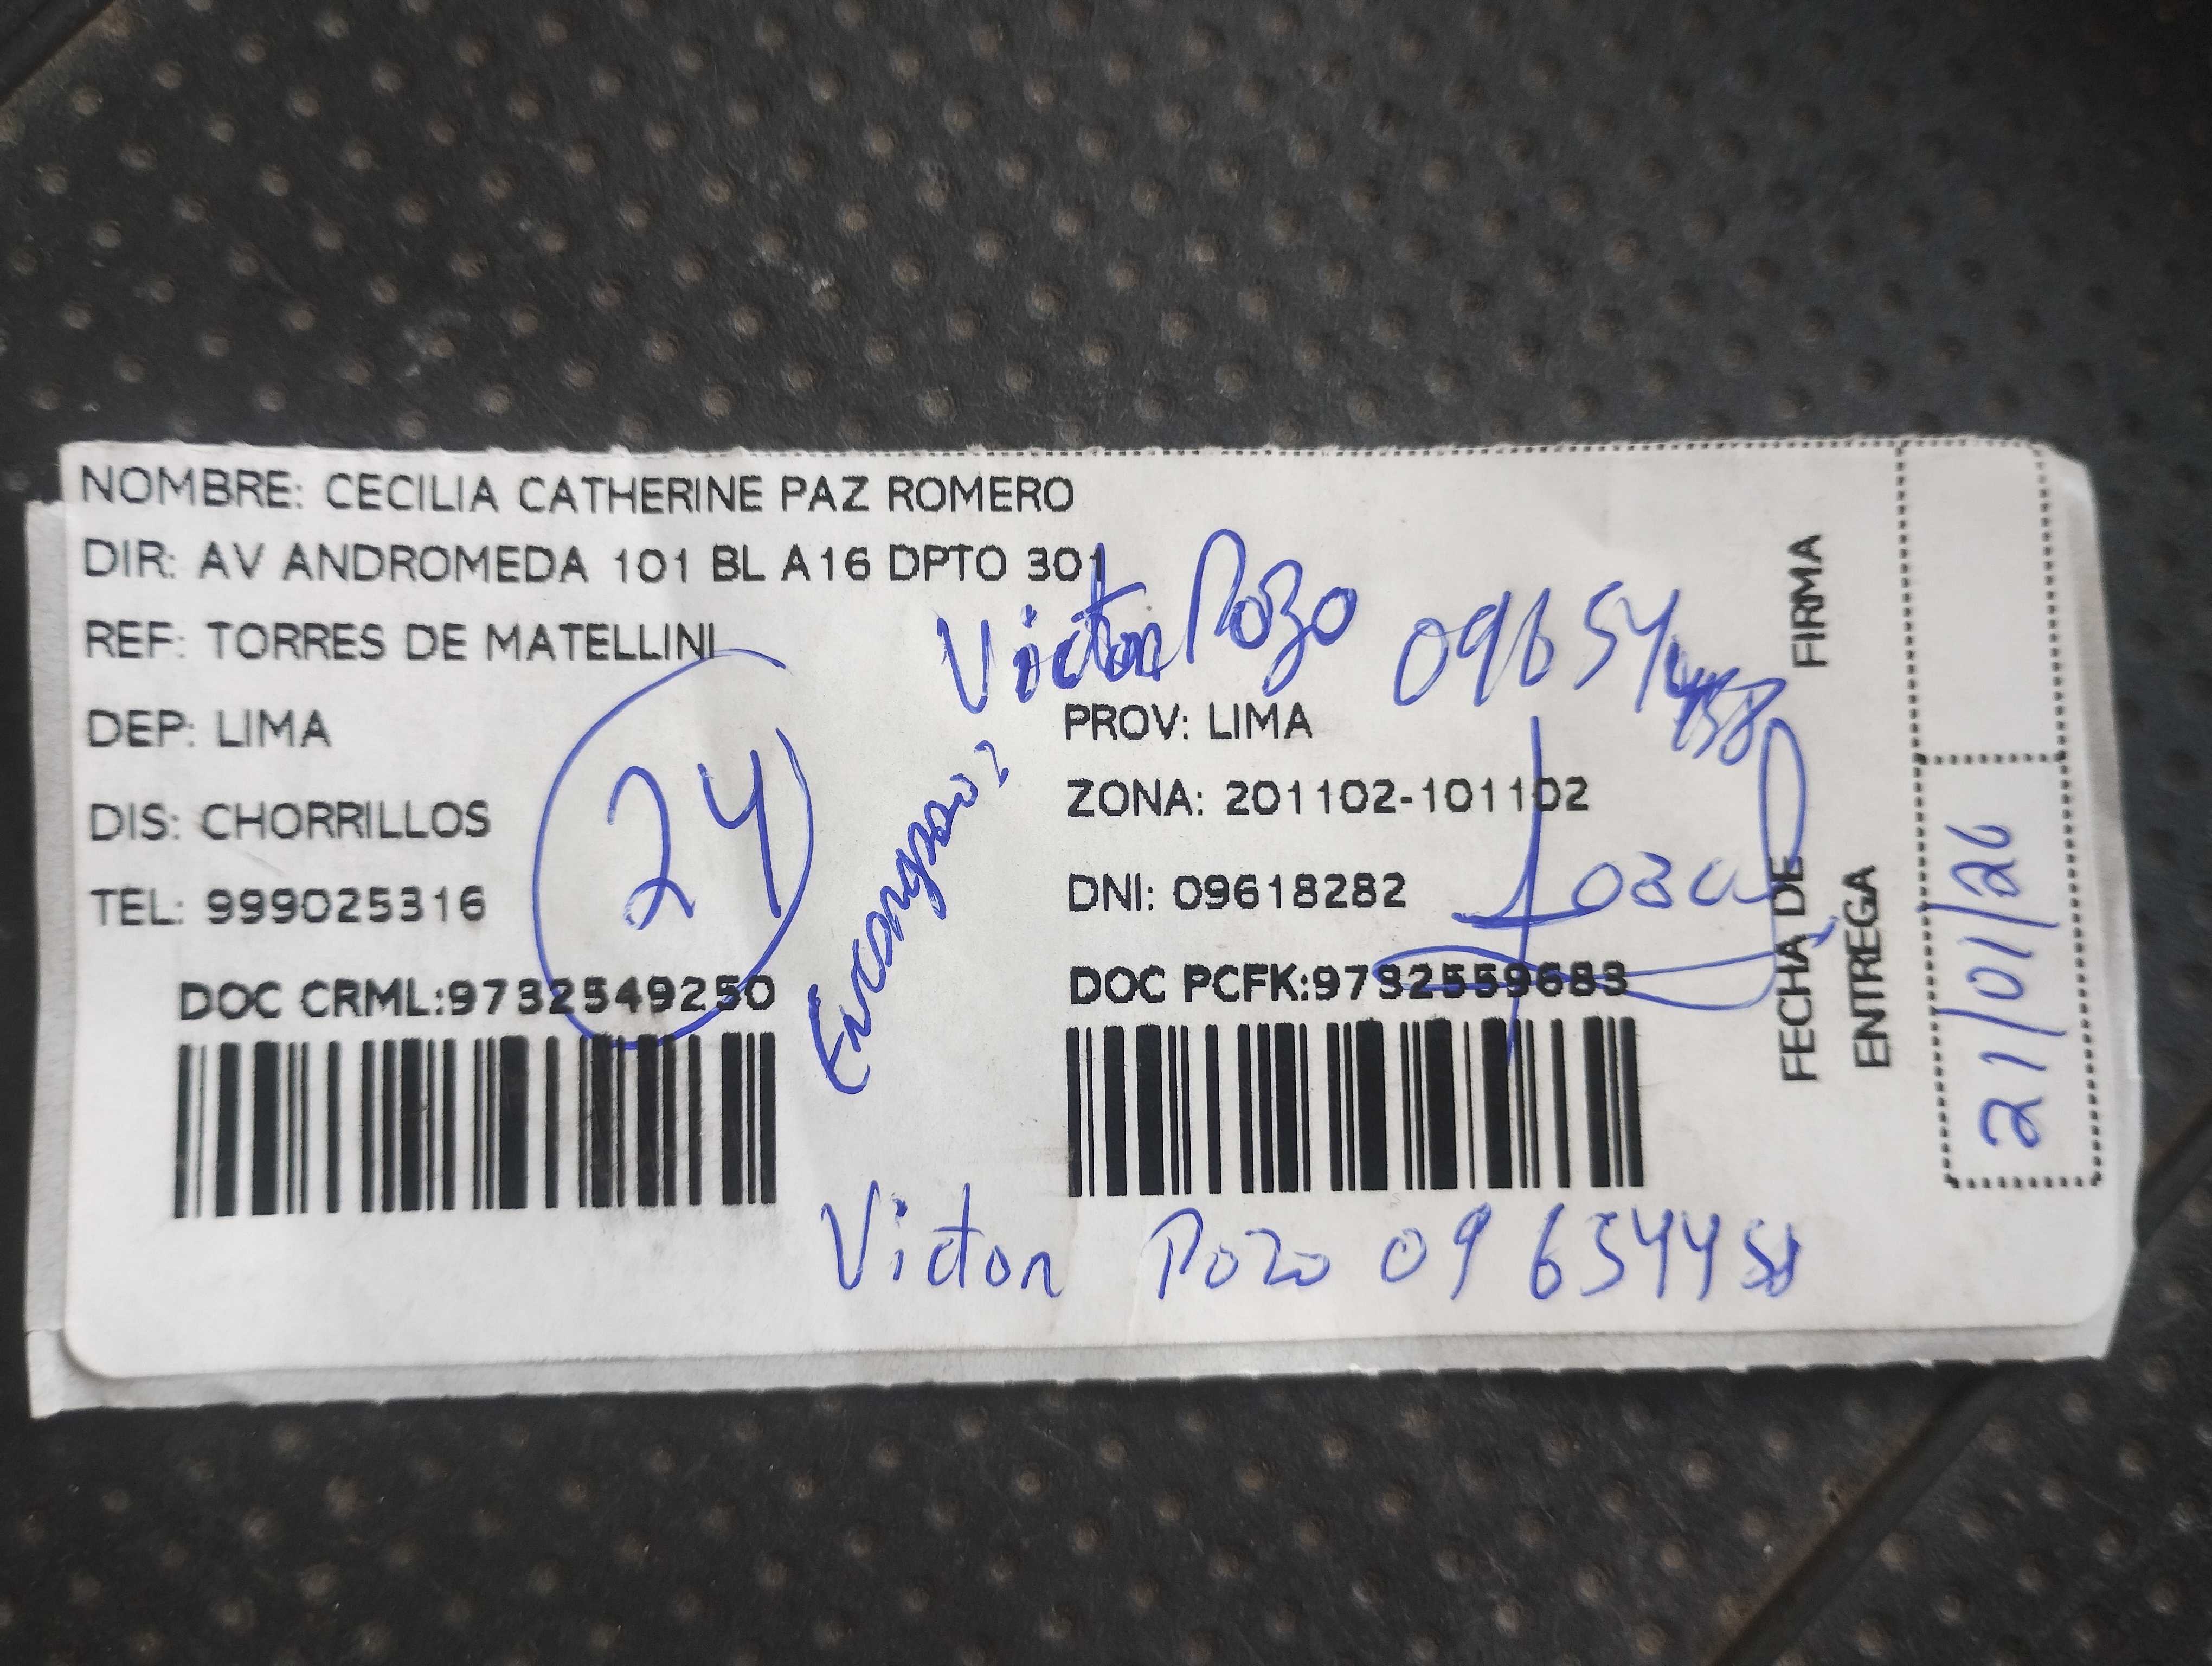 NOMBRE: CECILIA CATHERINE PAZ ROMERO
DIR: AV ANDROMEDA 101 BL A16 DPTO 301
Victor Pozo 09654458
REF: TORRES DE MATELLINI
DEP: LIMA
PROV: LIMA
24
DIS: CHORRILLOS
ZONA: 201102-101102
TEL: 999025316
DNI: 09618282
DOC CRML:9732549250
DOC PCFK:9732559683
Victor Pozo 09654458
FIRMA
FECHA DE
ENTREGA
21/01/26